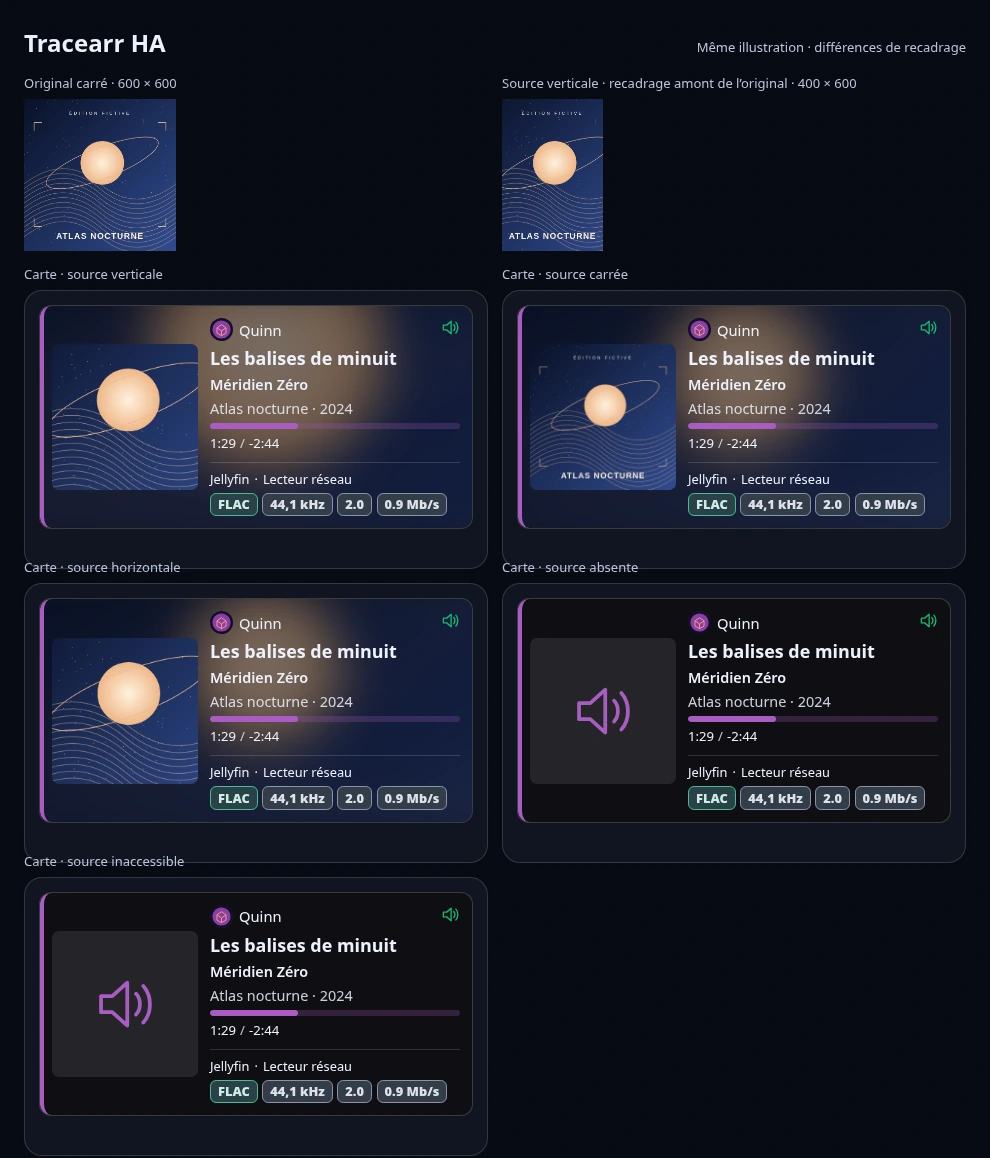 Tracearr HA
Même illustration · différences de recadrage
Original carré · 600 × 600
ÉDITION FICTIVE
ATLAS NOCTURNE
Source verticale · recadrage amont de l'original · 400 × 600
ÉDITION FICTIVE
ATLAS NOCTURNE
Carte · source verticale
Quinn
Les balises de minuit
Méridien Zéro
Atlas nocturne · 2024
1:29 / -2:44
Jellyfin · Lecteur réseau
FLAC 44,1 kHz 2.0 0.9 Mb/s
Carte · source carrée
ÉDITION FICTIVE
ATLAS NOCTURNE
Quinn
Les balises de minuit
Méridien Zéro
Atlas nocturne · 2024
1:29 / -2:44
Jellyfin · Lecteur réseau
FLAC 44,1 kHz 2.0 0.9 Mb/s
Carte · source horizontale
Quinn
Les balises de minuit
Méridien Zéro
Atlas nocturne · 2024
1:29 / -2:44
Jellyfin · Lecteur réseau
FLAC 44,1 kHz 2.0 0.9 Mb/s
Carte · source absente
Quinn
Les balises de minuit
Méridien Zéro
Atlas nocturne · 2024
1:29 / -2:44
Jellyfin · Lecteur réseau
FLAC 44,1 kHz 2.0 0.9 Mb/s
Carte · source inaccessible
Quinn
Les balises de minuit
Méridien Zéro
Atlas nocturne · 2024
1:29 / -2:44
Jellyfin · Lecteur réseau
FLAC 44,1 kHz 2.0 0.9 Mb/s